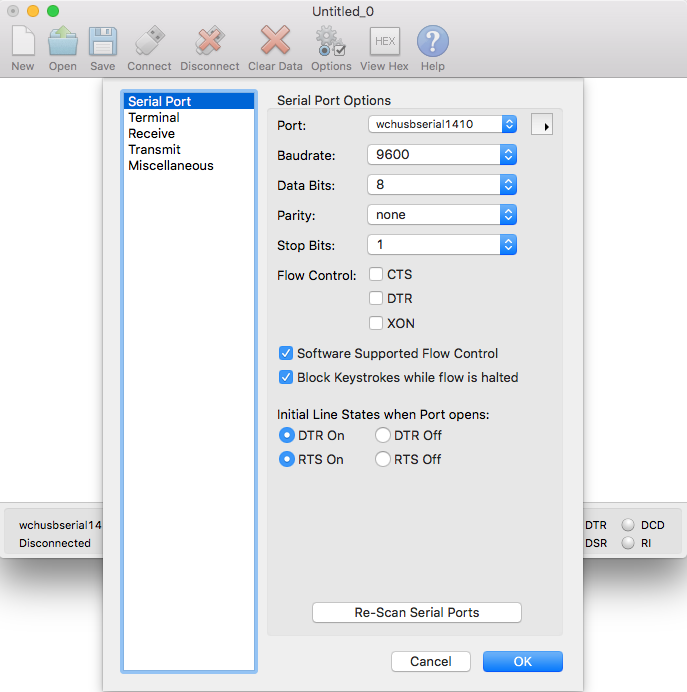 Untitled_0
New Open Save Connect Disconnect Clear Data Options View Hex Help
HEX
?
Serial Port
Terminal
Receive
Transmit
Miscellaneous
Serial Port Options
Port: wchusbserial1410
Baudrate: 9600
Data Bits: 8
Parity: none
Stop Bits: 1
Flow Control: CTS
DTR
XON
Software Supported Flow Control
Block Keystrokes while flow is halted
Initial Line States when Port opens:
DTR On DTR Off
RTS On RTS Off
Re-Scan Serial Ports
Cancel OK
wchusbserial14 DTR DCD
Disconnected DSR RI